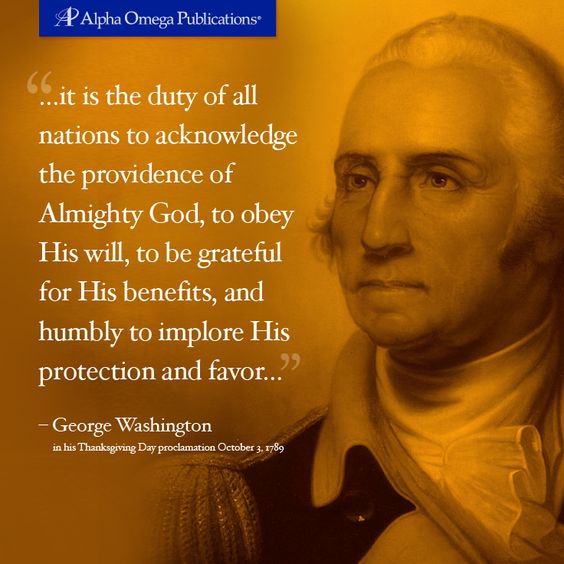 Alpha Omega Publications®
“...it is the duty of all
nations to acknowledge
the providence of
Almighty God, to obey
His will, to be grateful
for His benefits, and
humbly to implore His
protection and favor...”
– George Washington
in his Thanksgiving Day proclamation October 3, 1789